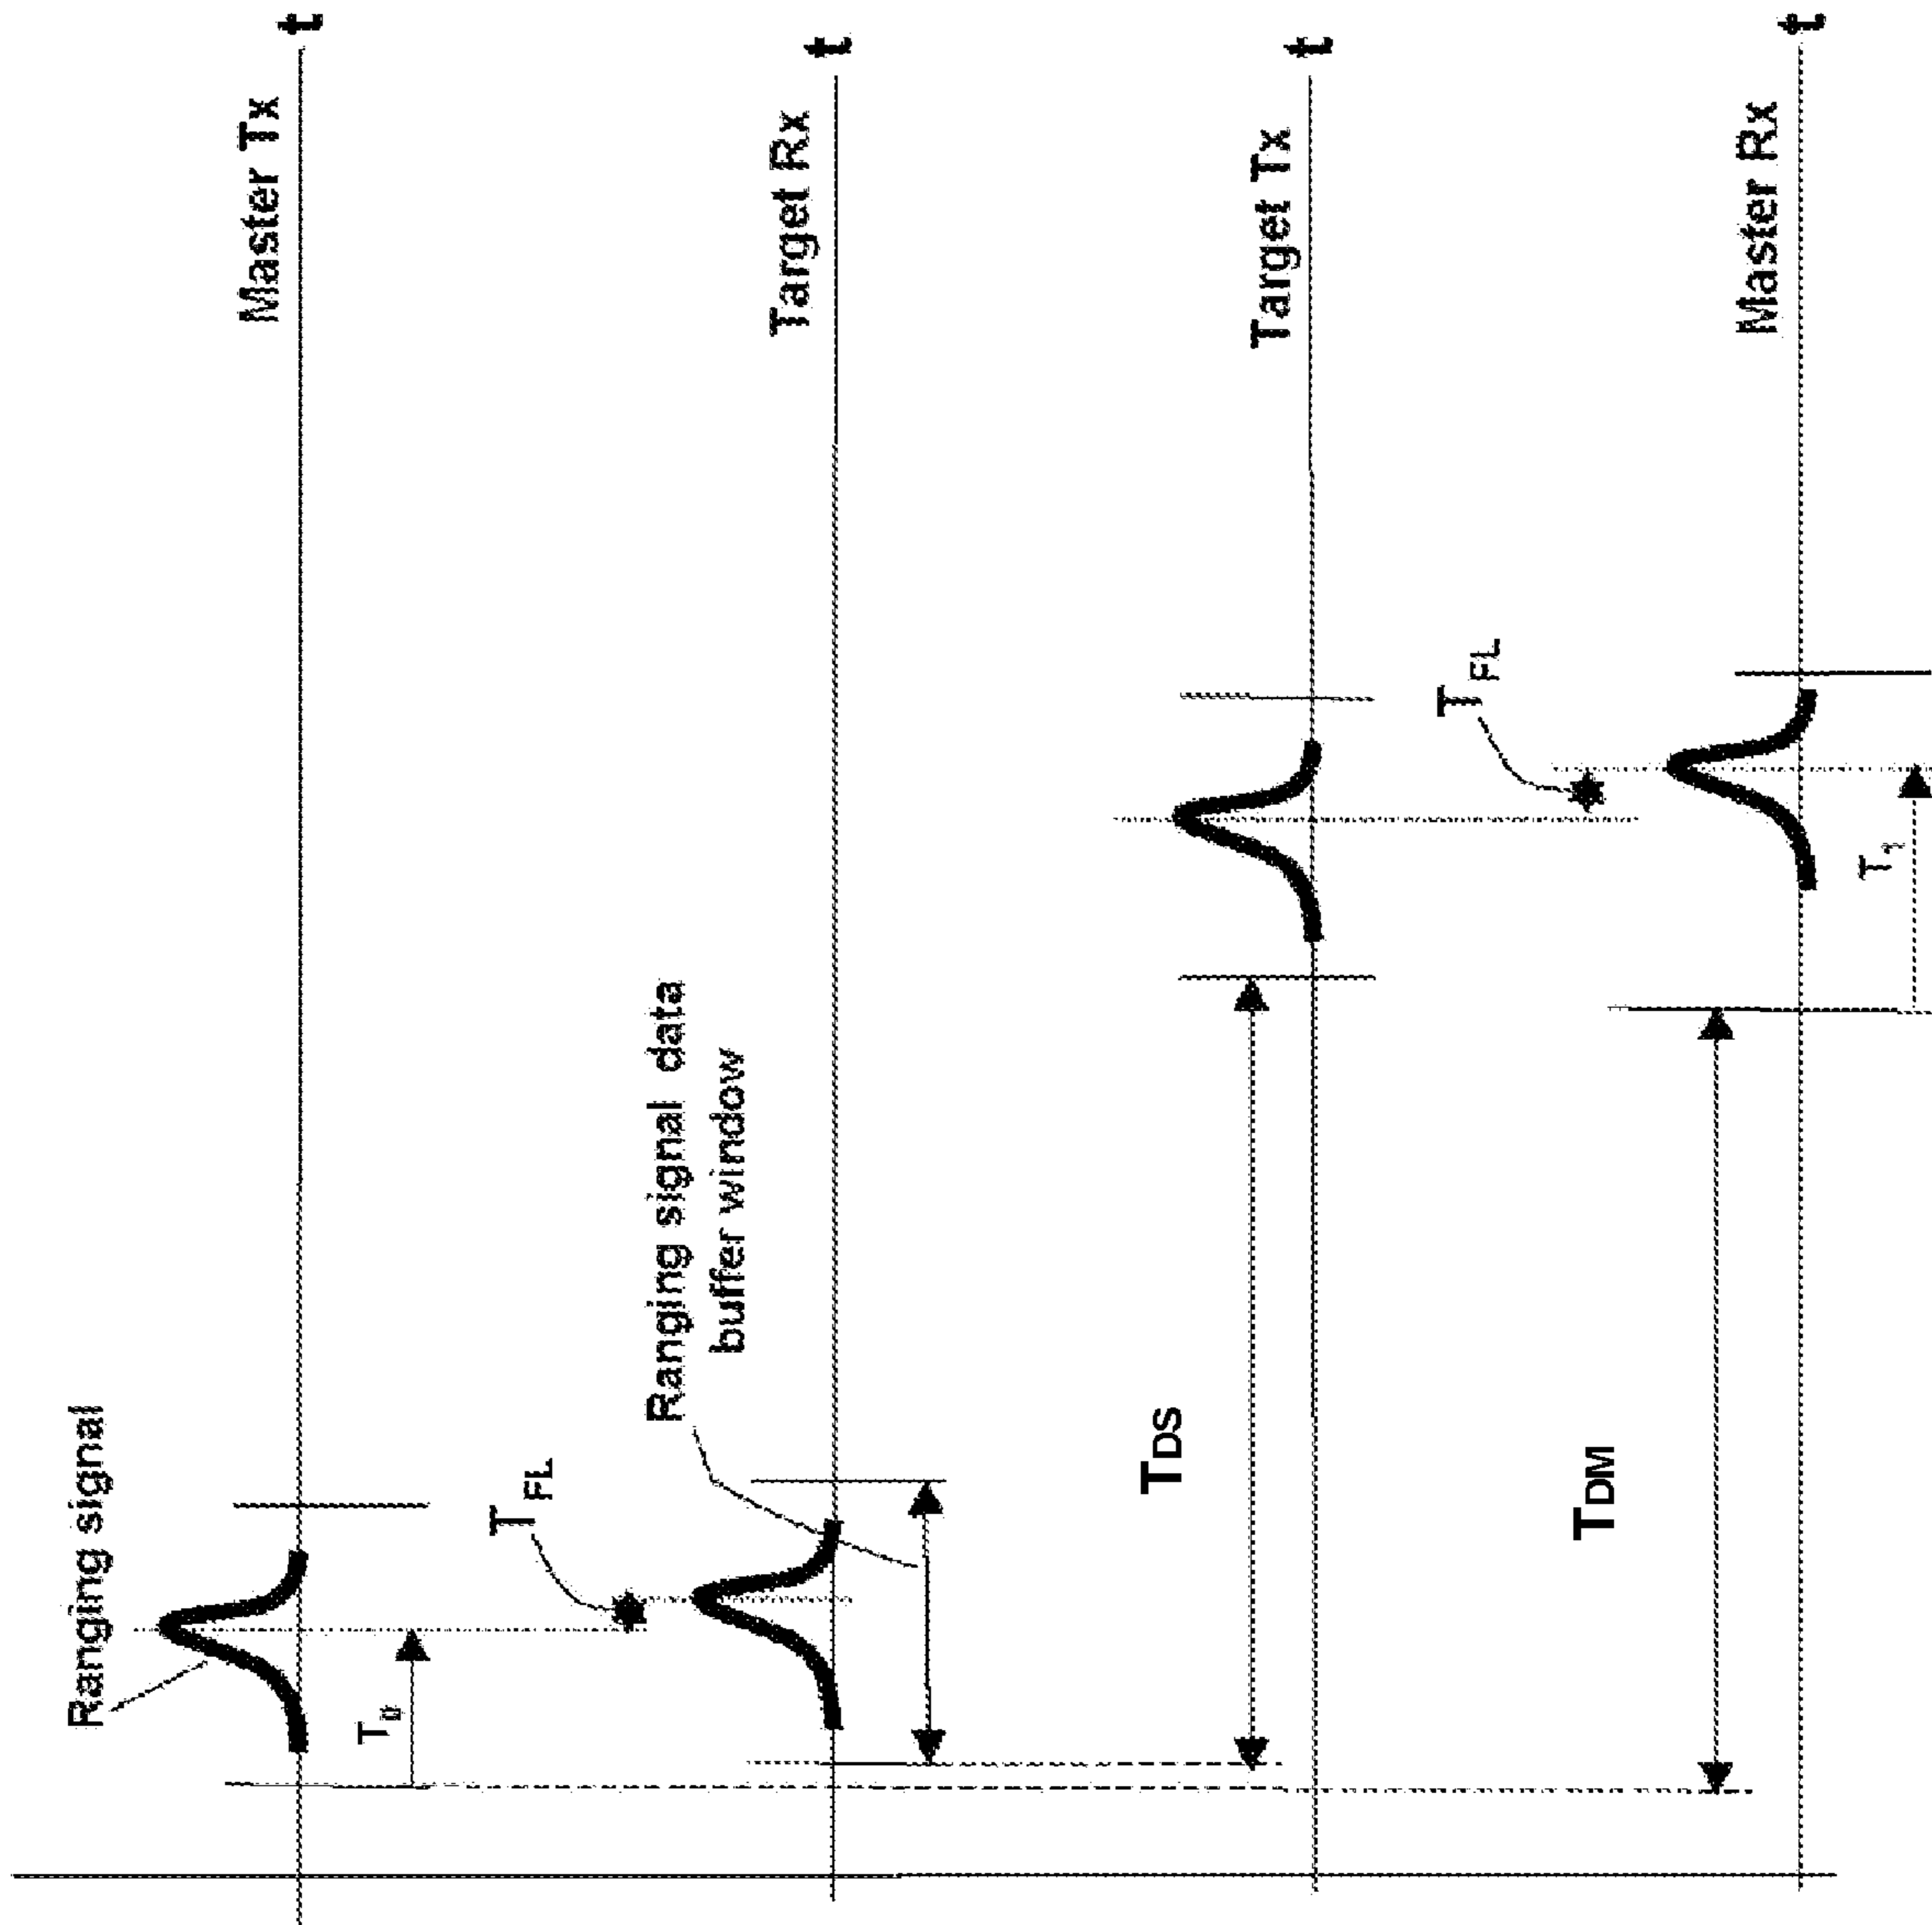 Ranging signal
Master Tx
t
T0
TFL
Ranging signal data
buffer window
Target Rx
t
TDS
Target Tx
t
TFL
TDM
T1
Master Rx
t